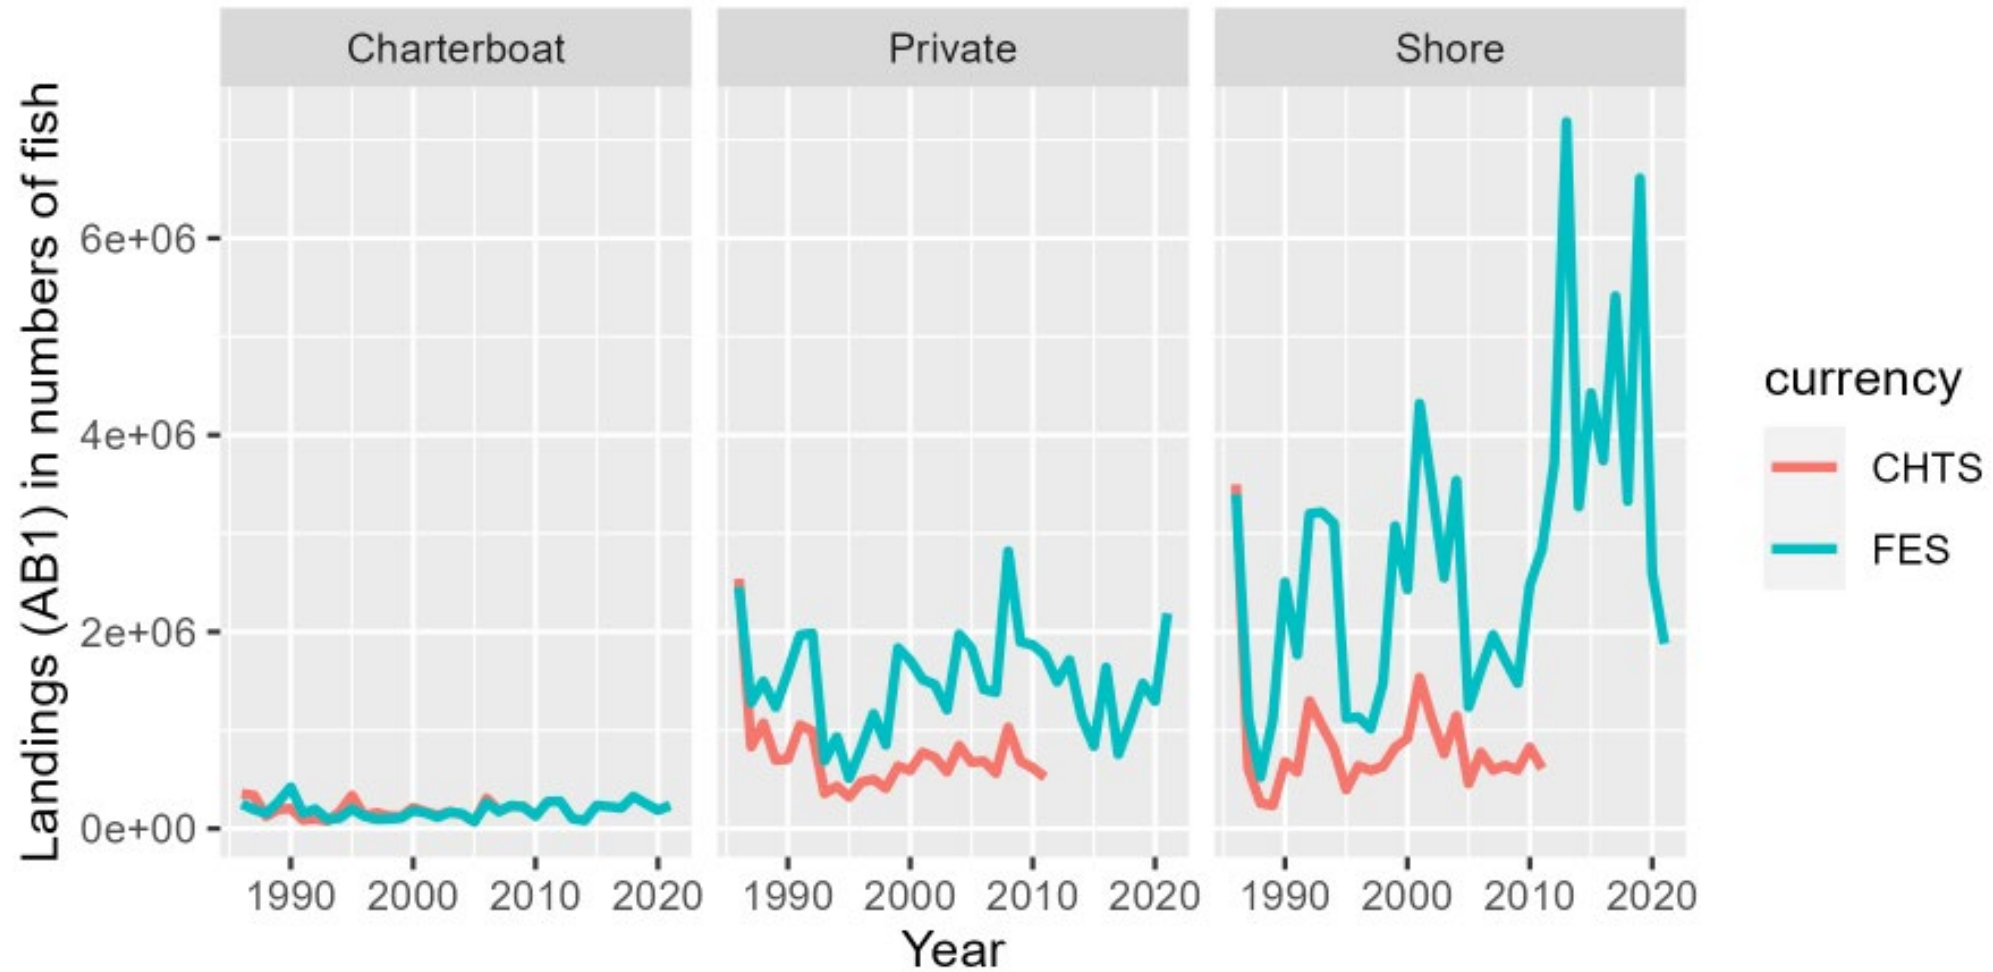 Charterboat Private Shore
Landings (AB1) in numbers of fish
6e+06
4e+06
2e+06
0e+00
1990 2000 2010 2020 1990 2000 2010 2020 1990 2000 2010 2020
Year
currency
CHTS
FES